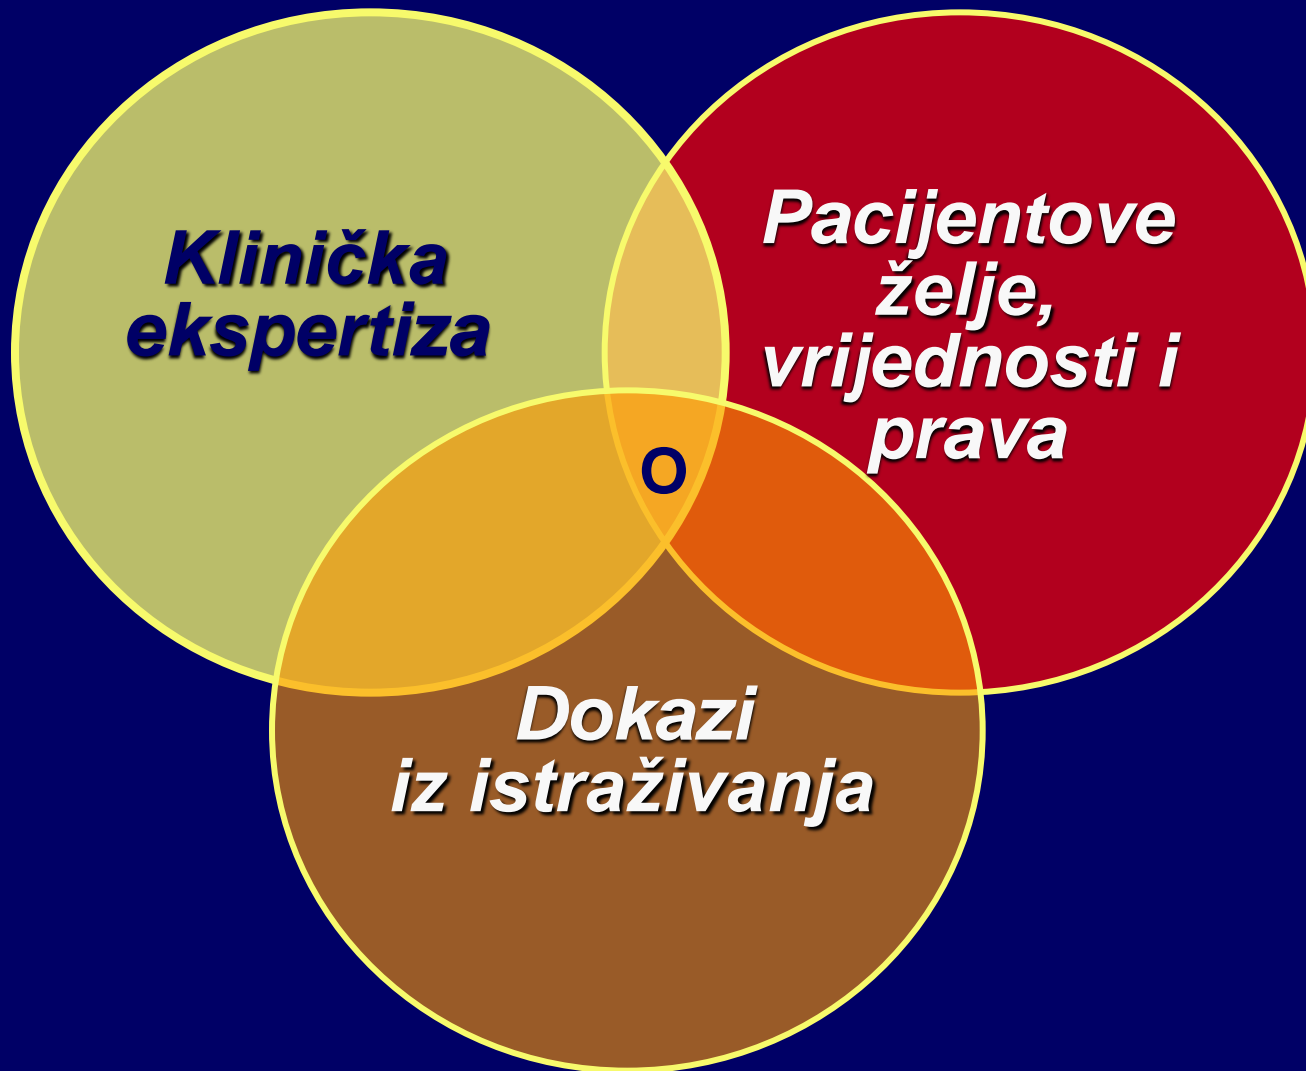 Klinička
ekspertiza
Pacijentove
želje,
vrijednosti i
prava
O
Dokazi
iz istraživanja